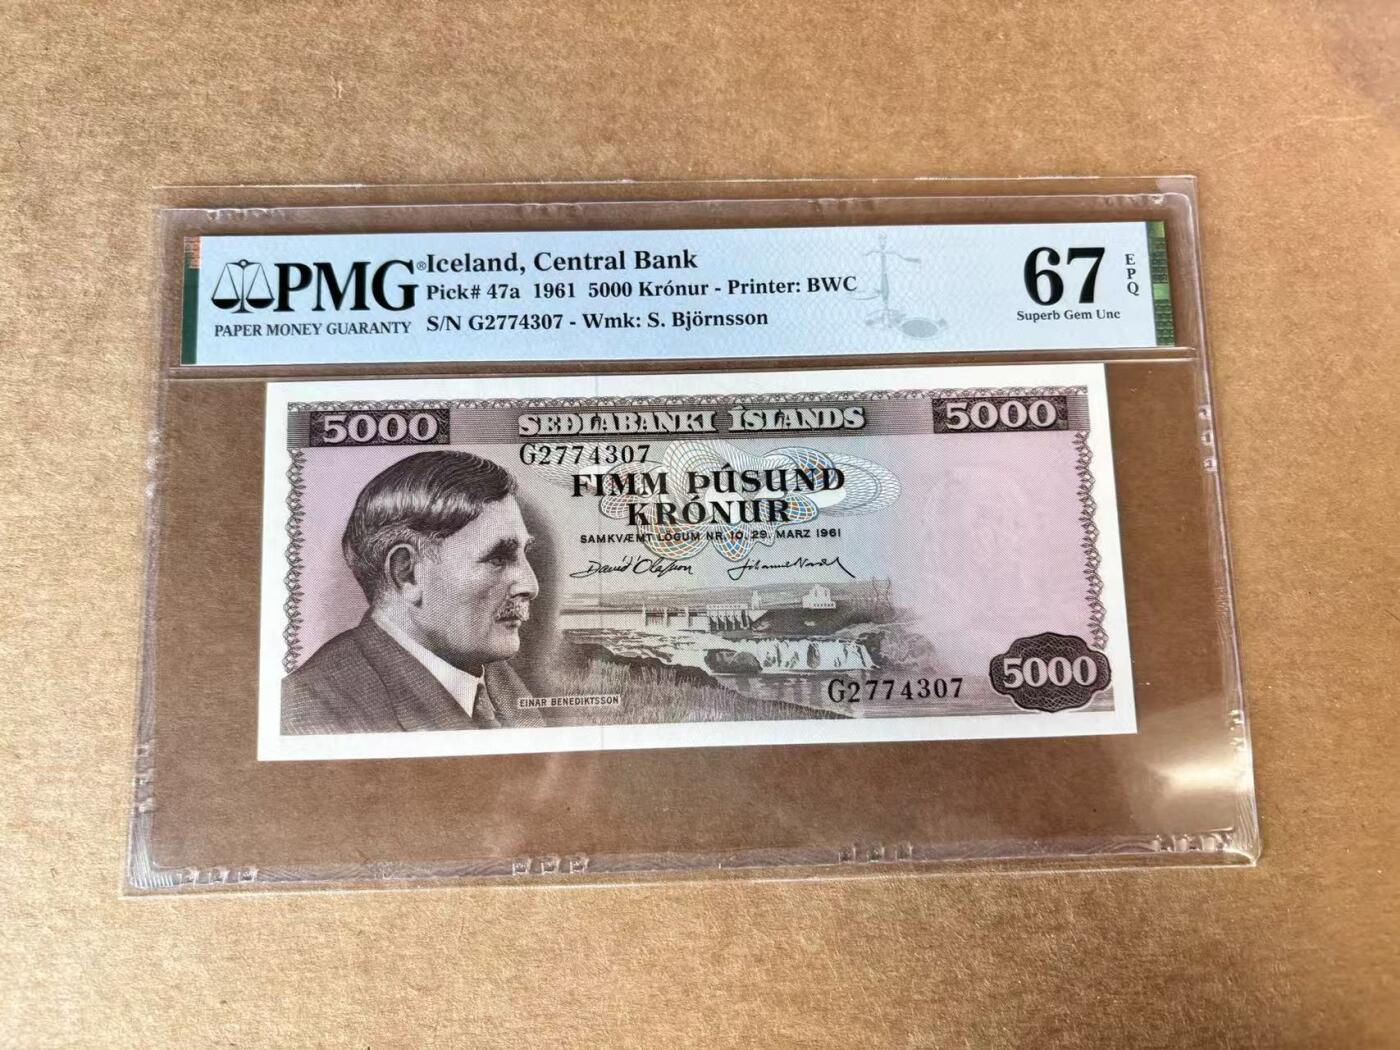 PMG®
PAPER MONEY GUARANTY
Iceland, Central Bank
Pick# 47a 1961 5000 Krónur - Printer: BWC
S/N G2774307 - Wmk: S. Björnsson
67
EPQ
Superb Gem Unc
5000
SEÐLABANKI ÍSLANDS
5000
G2774307
FIMM ÞÚSUND
KRÓNUR
SAMKVÆMT LÖGUM NR. 10, 29. MARZ 1961
Davíð Ólafsson
G2774307
5000
EINAR BENEDIKTSSON